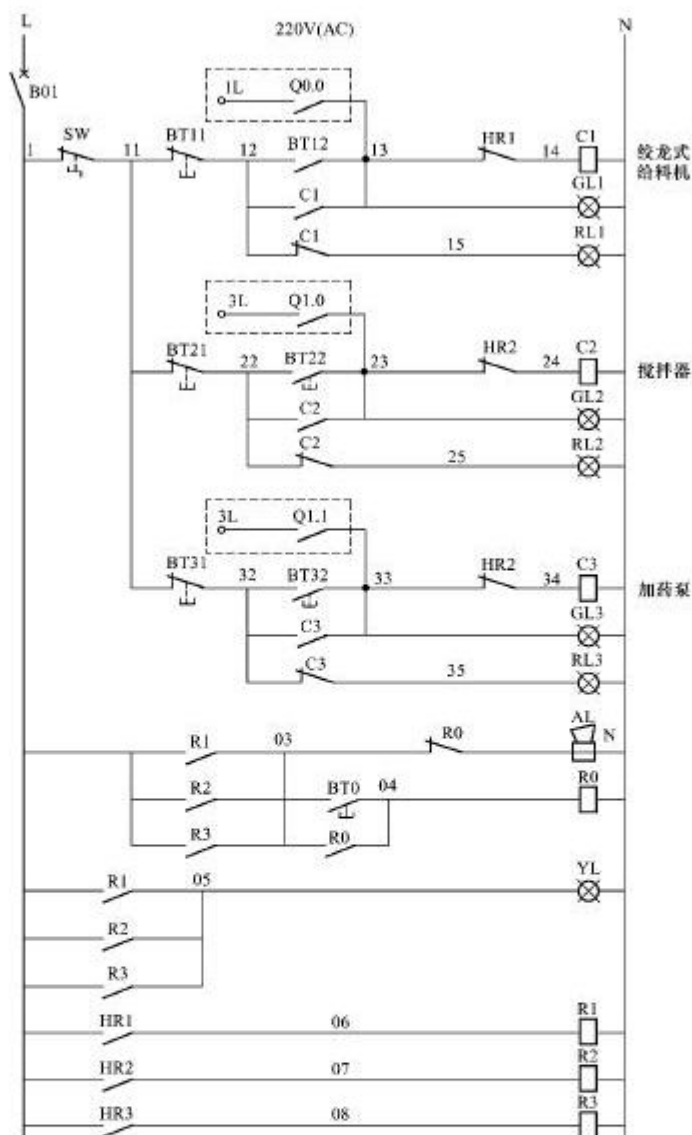 L 220V(AC) N
B01
1L Q0.0
1 SW 11 BT11 12 BT12 13 HR1 14 C1 绞龙式
给料机
C1 GL1
C1 15 RL1
3L Q1.0
BT21 22 BT22 23 HR2 24 C2 搅拌器
C2 GL2
C2 25 RL2
3L Q1.1
BT31 32 BT32 33 HR2 34 C3 加药泵
C3 GL3
C3 35 RL3
R1 03 R0 AL N
R2 BT0 04 R0
R3 R0
R1 05 YL
R2
R3
HR1 06 R1
HR2 07 R2
HR3 08 R3